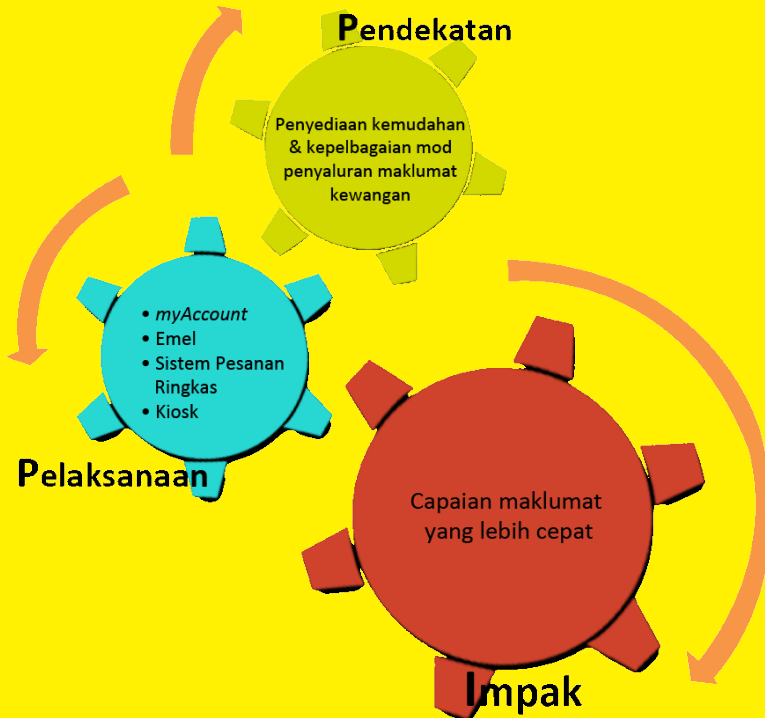 Pendekatan
Penyediaan kemudahan
& kepelbagaian mod
penyaluran maklumat
kewangan
• myAccount
• Emel
• Sistem Pesanan
Ringkas
• Kiosk
Pelaksanaan
Capaian maklumat
yang lebih cepat
Impak